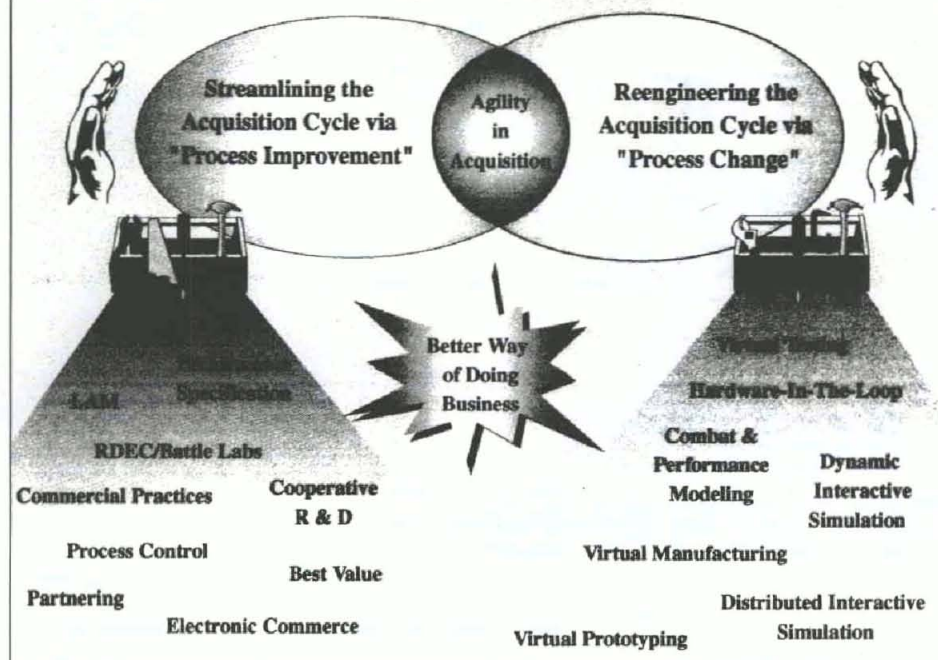 Streamlining the
Acquisition Cycle via
"Process Improvement"
Agility
in
Acquisition
Reengineering the
Acquisition Cycle via
"Process Change"
Better Way
of Doing
Business
Specification
LAM
RDEC/Battle Labs
Commercial Practices
Cooperative
R & D
Process Control
Best Value
Partnering
Electronic Commerce
Virtual Testing
Hardware-In-The-Loop
Combat &
Performance
Modeling
Dynamic
Interactive
Simulation
Virtual Manufacturing
Distributed Interactive
Simulation
Virtual Prototyping